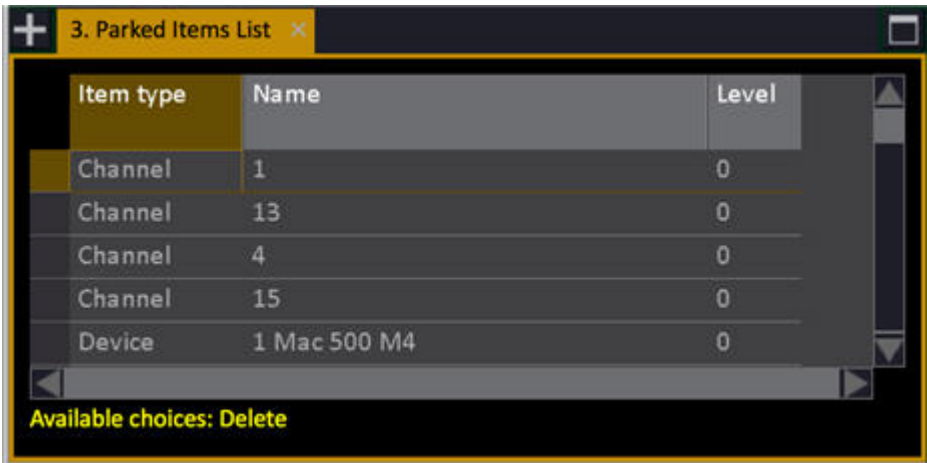 3. Parked Items List
Item type Name Level
Channel 1 0
Channel 13 0
Channel 4 0
Channel 15 0
Device 1 Mac 500 M4 0
Available choices: Delete